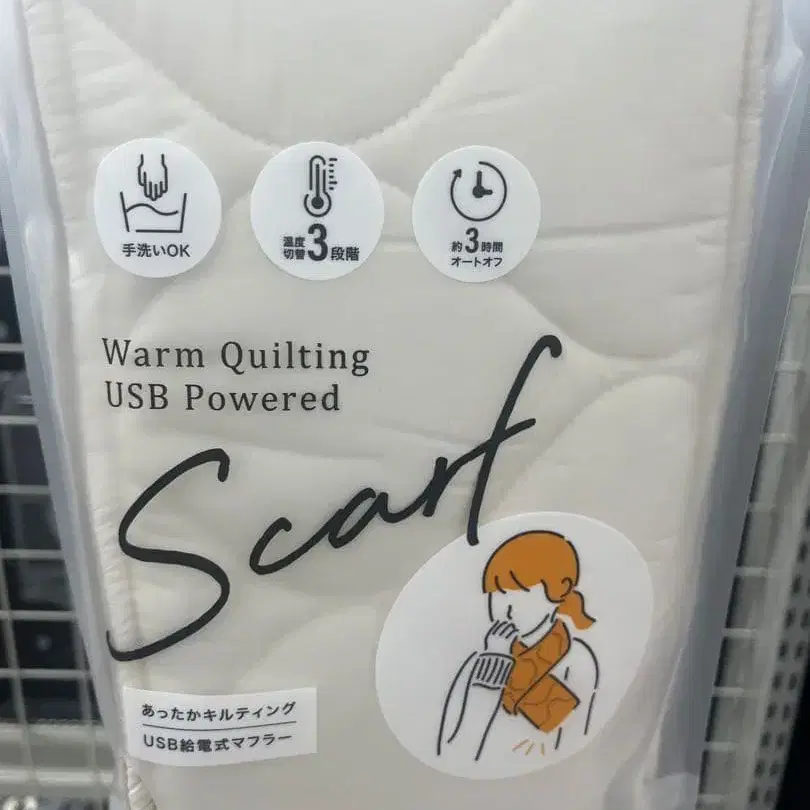 手洗いOK
温度
切替
3段階
約3時間
オートオフ
Warm Quilting
USB Powered
Scarf
あったかキルティング
USB給電式マフラー